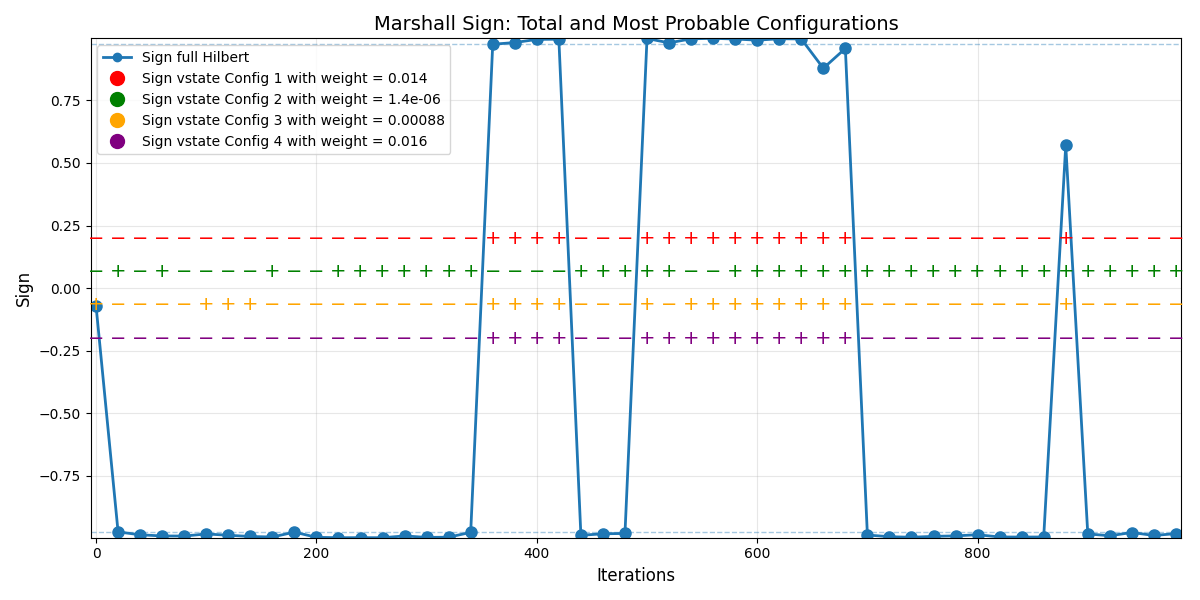 Marshall Sign: Total and Most Probable Configurations
Sign full Hilbert
Sign vstate Config 1 with weight = 0.014
Sign vstate Config 2 with weight = 1.4e-06
Sign vstate Config 3 with weight = 0.00088
Sign vstate Config 4 with weight = 0.016
0.75
0.50
0.25
0.00
−0.25
−0.50
−0.75
Sign
0 200 400 600 800
Iterations